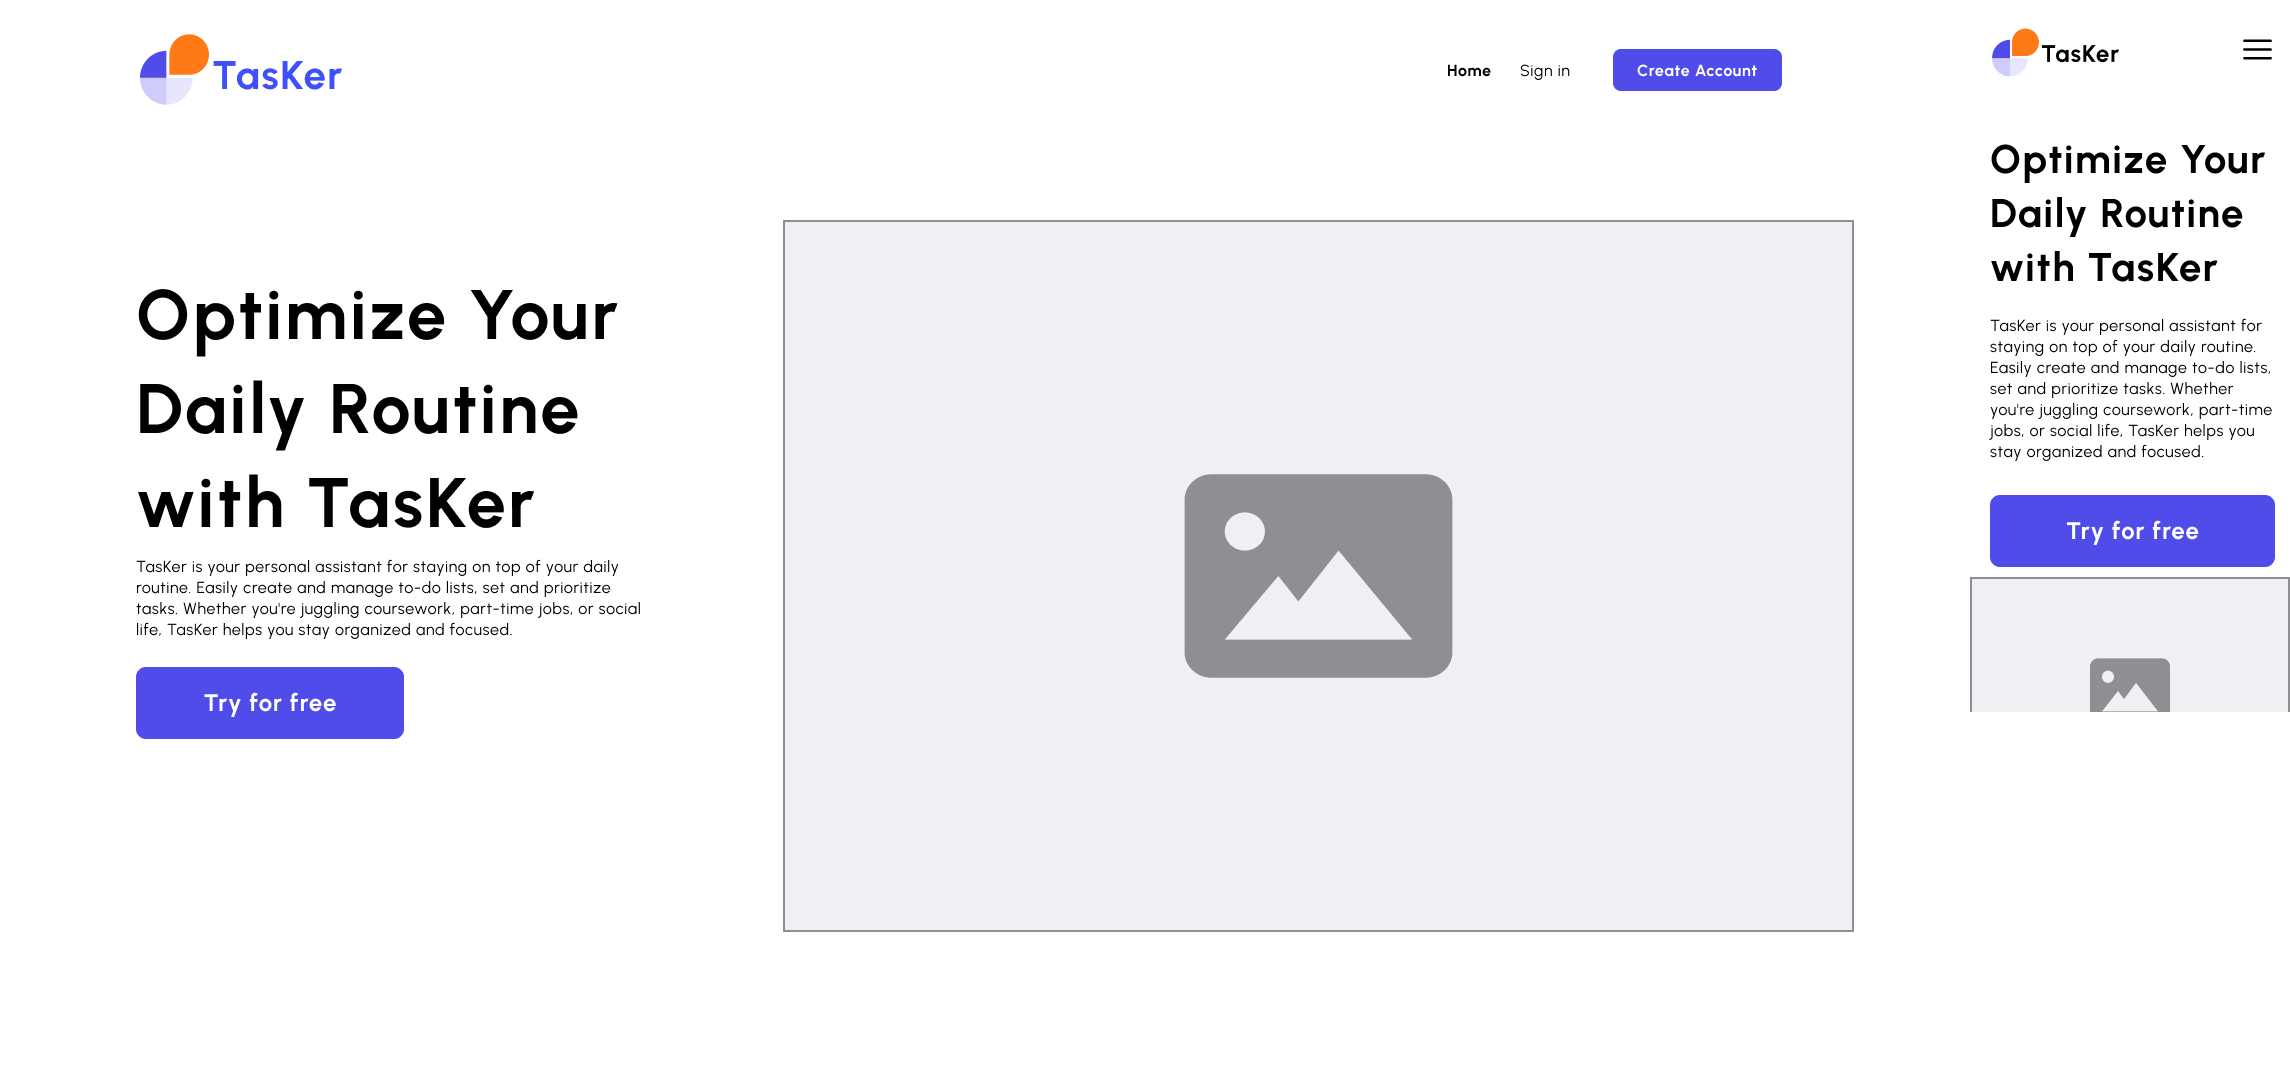 TasKer
Home
Sign in
Create Account
Optimize Your
Daily Routine
with TasKer
TasKer is your personal assistant for staying on top of your daily
routine. Easily create and manage to-do lists, set and prioritize
tasks. Whether you're juggling coursework, part-time jobs, or social
life, TasKer helps you stay organized and focused.
Try for free
TasKer
Optimize Your
Daily Routine
with TasKer
TasKer is your personal assistant for
staying on top of your daily routine.
Easily create and manage to-do lists,
set and prioritize tasks. Whether
you're juggling coursework, part-time
jobs, or social life, TasKer helps you
stay organized and focused.
Try for free